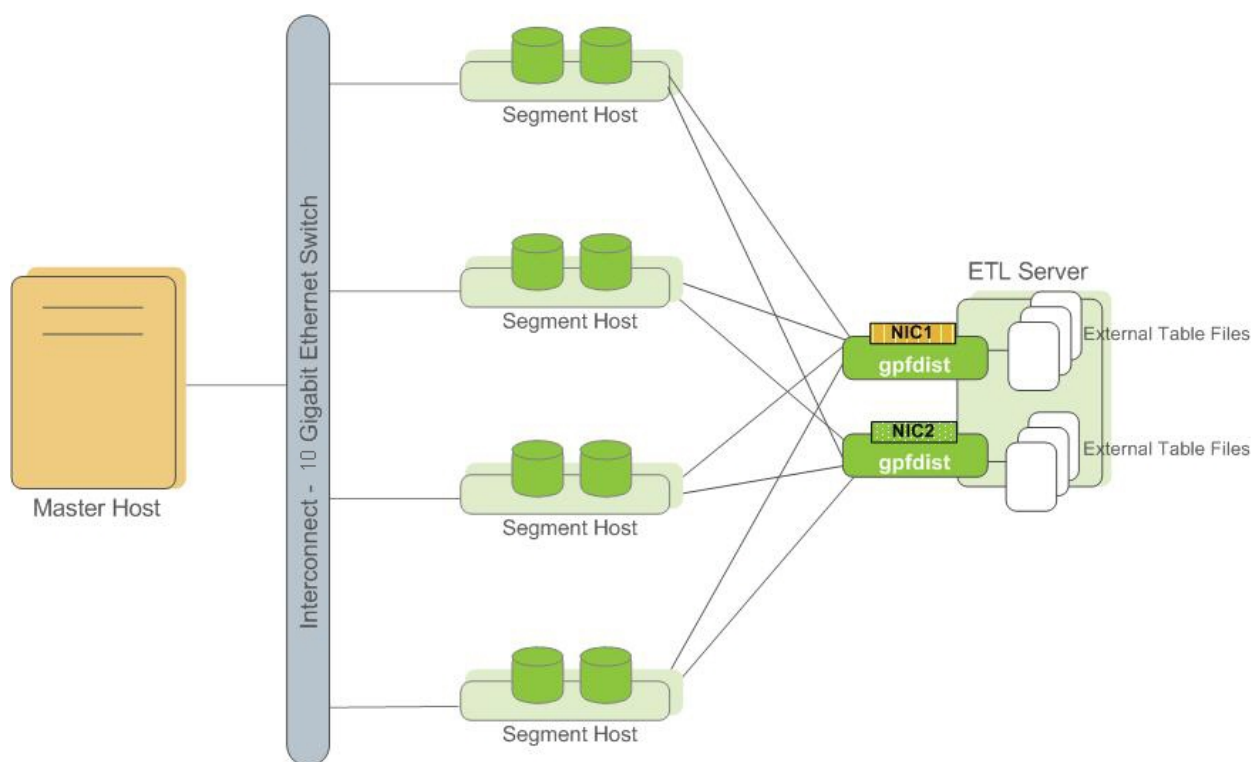 Segment Host
Segment Host
Segment Host
Segment Host
Interconnect - 10 Gigabit Ethernet Switch
Master Host
ETL Server
NIC1
gpfdist
External Table Files
NIC2
gpfdist
External Table Files